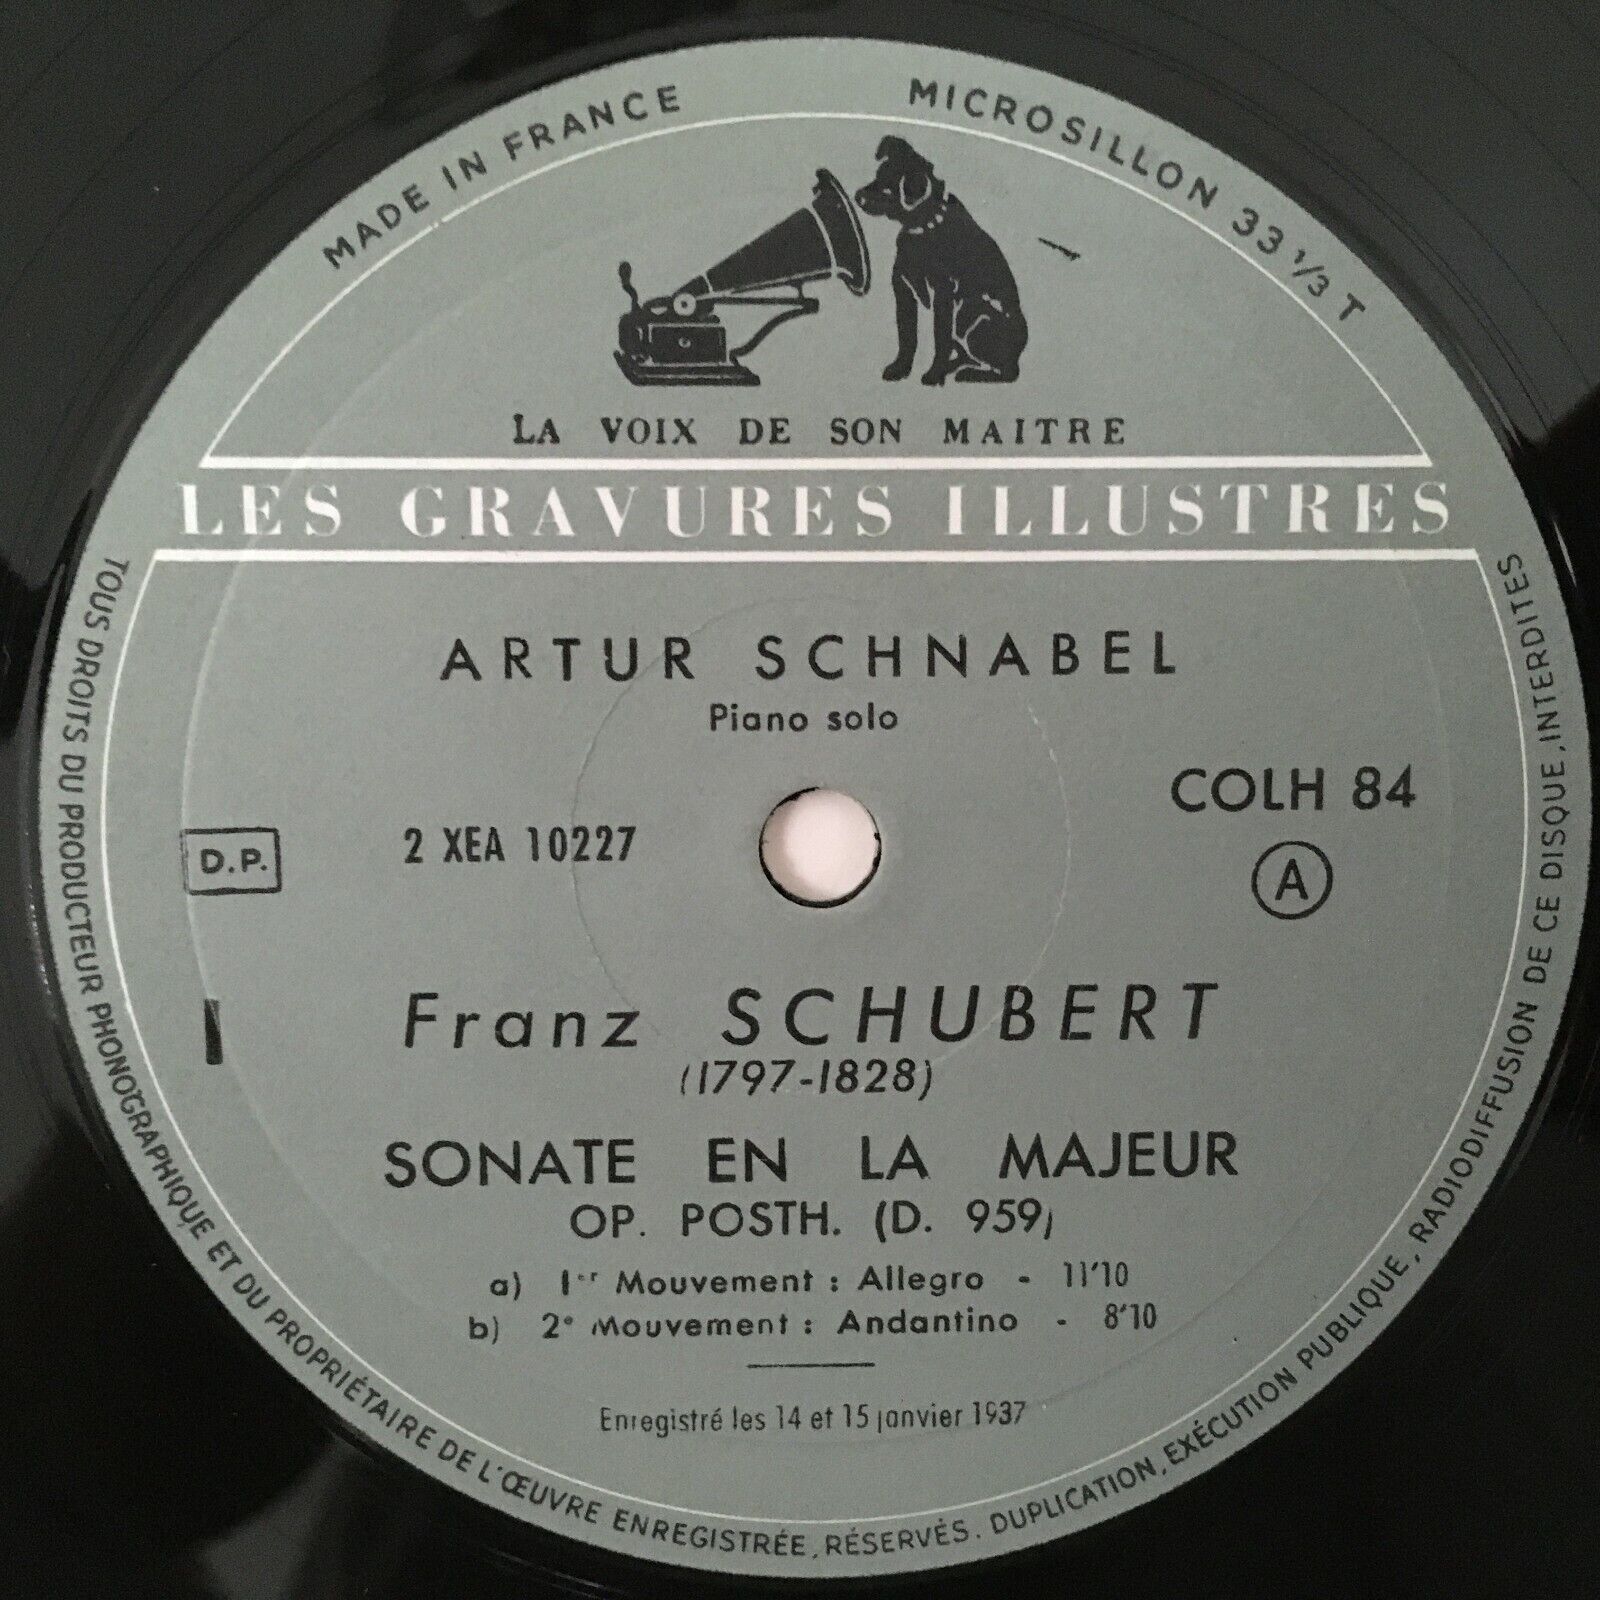 MADE IN FRANCE
MICROSILLON 33 1/3 T
LA VOIX DE SON MAITRE
LES GRAVURES ILLUSTRES
ARTUR SCHNABEL
Piano solo
COLH 84
D.P.
2 XEA 10227
A
Franz SCHUBERT
(1797-1828)
SONATE EN LA MAJEUR
OP. POSTH. (D. 959)
a) 1er Mouvement : Allegro - 11'10
b) 2e Mouvement : Andantino - 8'10
Enregistré les 14 et 15 janvier 1937
TOUS DROITS DU PRODUCTEUR PHONOGRAPHIQUE ET DU PROPRIÉTAIRE DE L'ŒUVRE ENREGISTRÉE, RÉSERVÉS. DUPLICATION, EXÉCUTION PUBLIQUE, RADIODIFFUSION DE CE DISQUE, INTERDITES